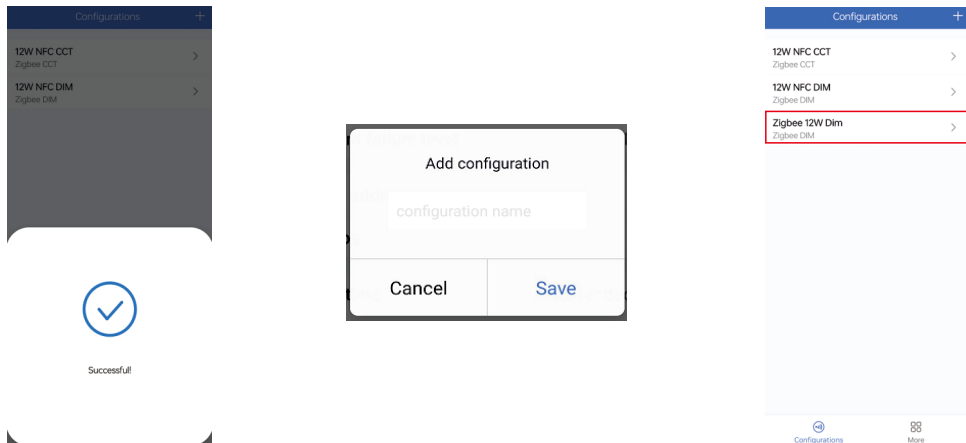 Configurations +
12W NFC CCT
Zigbee CCT
12W NFC DIM
Zigbee DIM
Successful!
Add configuration
configuration name
Cancel
Save
Configurations +
12W NFC CCT
Zigbee CCT
12W NFC DIM
Zigbee DIM
Zigbee 12W Dim
Zigbee DIM
Configurations
More